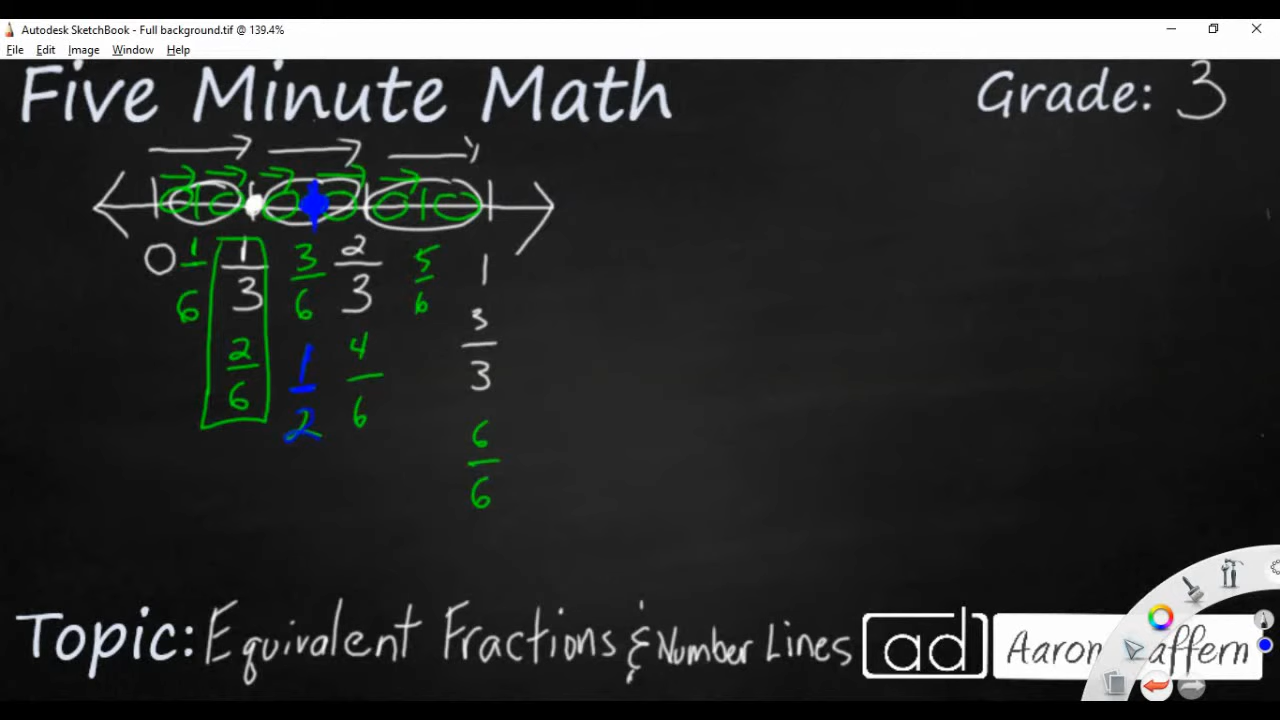 Autodesk SketchBook - Full background.tif @ 139.4%
File Edit Image Window Help
Five Minute Math
Grade: 3
0 1/6 1/3 3/6 2/3 5/6 1
2/6 1/2 4/6 3/3
6/6
Topic: Equivalent Fractions & Number Lines
ad Aaron